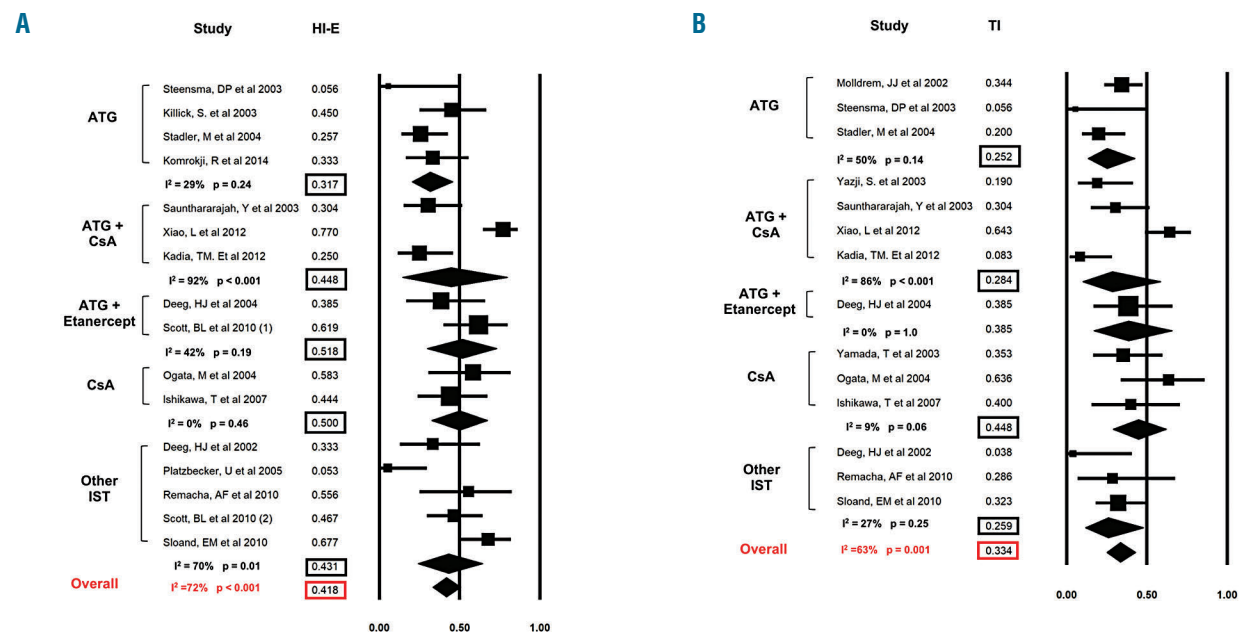 A
Study HI-E
ATG
Steensma, DP et al 2003 0.056
Killick, S. et al 2003 0.450
Stadler, M et al 2004 0.257
Komrokji, R et al 2014 0.333
I² = 29% p = 0.24 0.317
ATG + CsA
Saunthararajah, Y et al 2003 0.304
Xiao, L et al 2012 0.770
Kadia, TM. Et al 2012 0.250
I² = 92% p < 0.001 0.448
ATG + Etanercept
Deeg, HJ et al 2004 0.385
Scott, BL et al 2010 (1) 0.619
I² = 42% p = 0.19 0.518
CsA
Ogata, M et al 2004 0.583
Ishikawa, T et al 2007 0.444
I² = 0% p = 0.46 0.500
Other IST
Deeg, HJ et al 2002 0.333
Platzbecker, U et al 2005 0.053
Remacha, AF et al 2010 0.556
Scott, BL et al 2010 (2) 0.467
Sloand, EM et al 2010 0.677
I² = 70% p = 0.01 0.431
Overall I² =72% p < 0.001 0.418
0.00 0.50 1.00
B
Study TI
ATG
Molldrem, JJ et al 2002 0.344
Steensma, DP et al 2003 0.056
Stadler, M et al 2004 0.200
I² = 50% p = 0.14 0.252
ATG + CsA
Yazji, S. et al 2003 0.190
Saunthararajah, Y et al 2003 0.304
Xiao, L et al 2012 0.643
Kadia, TM. Et al 2012 0.083
I² = 86% p < 0.001 0.284
ATG + Etanercept
Deeg, HJ et al 2004 0.385
I² = 0% p = 1.0 0.385
CsA
Yamada, T et al 2003 0.353
Ogata, M et al 2004 0.636
Ishikawa, T et al 2007 0.400
I² = 9% p = 0.06 0.448
Other IST
Deeg, HJ et al 2002 0.038
Remacha, AF et al 2010 0.286
Sloand, EM et al 2010 0.323
I² = 27% p = 0.25 0.259
Overall I² =63% p = 0.001 0.334
0.00 0.50 1.00